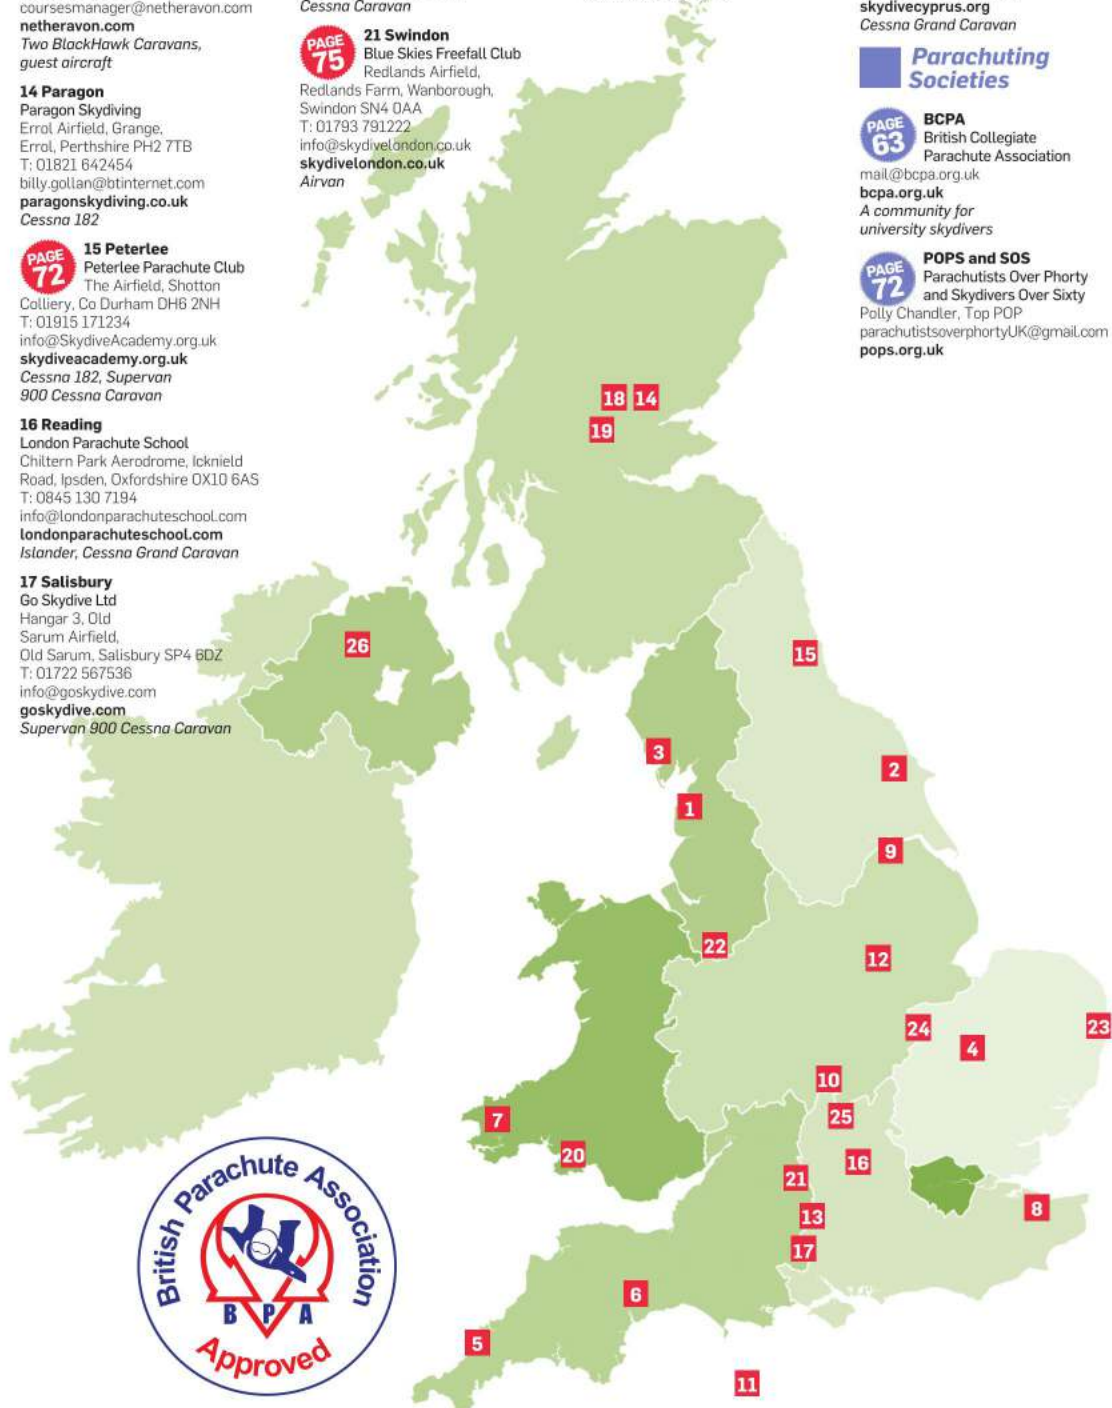 coursesmanager@netheravon.com
netheravon.com
Two BlackHawk Caravans,
guest aircraft
14 Paragon
Paragon Skydiving
Errol Airfield, Grange,
Errol, Perthshire PH2 7TB
T: 01821 642454
billy.gollan@btinternet.com
paragonskydiving.co.uk
Cessna 182
PAGE
72
15 Peterlee
Peterlee Parachute Club
The Airfield, Shotton
Colliery, Co Durham DH6 2NH
T: 01915 171234
info@SkydiveAcademy.org.uk
skydiveacademy.org.uk
Cessna 182, Supervan
900 Cessna Caravan
16 Reading
London Parachute School
Chiltern Park Aerodrome, Icknield
Road, Ipsden, Oxfordshire OX10 6AS
T: 0845 130 7194
info@londonparachuteschool.com
londonparachuteschool.com
Islander, Cessna Grand Caravan
17 Salisbury
Go Skydive Ltd
Hangar 3, Old
Sarum Airfield,
Old Sarum, Salisbury SP4 6DZ
T: 01722 567536
info@goskydive.com
goskydive.com
Supervan 900 Cessna Caravan
Cessna Caravan
PAGE
75
21 Swindon
Blue Skies Freefall Club
Redlands Airfield,
Redlands Farm, Wanborough,
Swindon SN4 0AA
T: 01793 791222
info@skydivelondon.co.uk
skydivelondon.co.uk
Airvan
skydivecyprus.org
Cessna Grand Caravan
Parachuting
Societies
PAGE
63
BCPA
British Collegiate
Parachute Association
mail@bcpa.org.uk
bcpa.org.uk
A community for
university skydivers
PAGE
72
POPS and SOS
Parachutists Over Phorty
and Skydivers Over Sixty
Polly Chandler, Top POP
parachutistsoverphortyUK@gmail.com
pops.org.uk
18 14
19
26
15
3
2
1
9
22
12
24
23
4
10
7
25
20
16
21
8
13
17
6
5
11
British Parachute Association
B P A
Approved